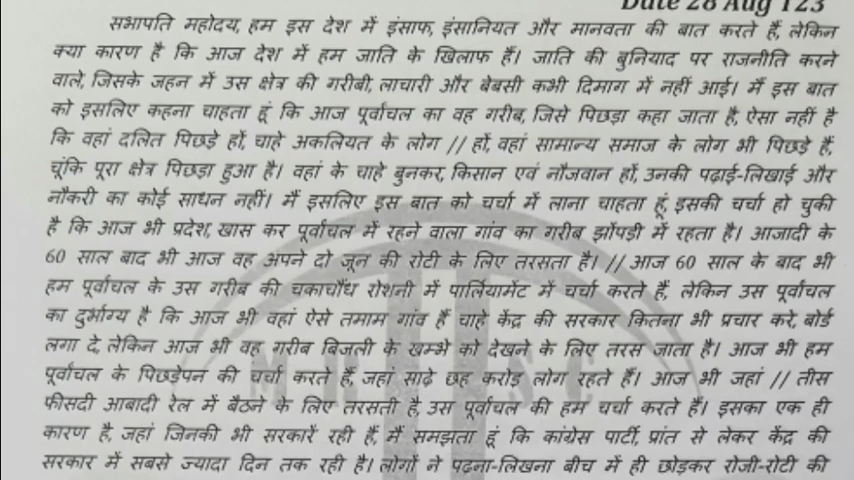 Date 28 Aug 123
सभापति महोदय, हम इस देश में इंसाफ, इंसानियत और मानवता की बात करते हैं, लेकिन
क्या कारण है कि आज देश में हम जाति के खिलाफ हैं। जाति की बुनियाद पर राजनीति करने
वाले, जिसके जहन में उस क्षेत्र की गरीबी, लाचारी और बेबसी कभी दिमाग में नहीं आई। मैं इस बात
को इसलिए कहना चाहता हूं कि आज पूर्वांचल का वह गरीब, जिसे पिछड़ा कहा जाता है, ऐसा नहीं है
कि वहां दलित पिछड़े हों, चाहे अकलियत के लोग // हों, वहां सामान्य समाज के लोग भी पिछड़े हैं,
चूंकि पूरा क्षेत्र पिछड़ा हुआ है। वहां के चाहे बुनकर, किसान एवं नौजवान हों, उनकी पढ़ाई-लिखाई और
नौकरी का कोई साधन नहीं। मैं इसलिए इस बात को चर्चा में लाना चाहता हूं, इसकी चर्चा हो चुकी
है कि आज भी प्रदेश, खास कर पूर्वांचल में रहने वाला गांव का गरीब झोंपड़ी में रहता है। आजादी के
60 साल बाद भी आज वह अपने दो जून की रोटी के लिए तरसता है। // आज 60 साल के बाद भी
हम पूर्वांचल के उस गरीब की चकाचौंध रोशनी में पार्लियामेंट में चर्चा करते हैं, लेकिन उस पूर्वांचल
का दुर्भाग्य है कि आज भी वहां ऐसे तमाम गांव हैं चाहे केंद्र की सरकार कितना भी प्रचार करे, बोर्ड
लगा दे, लेकिन आज भी वह गरीब बिजली के खम्भे को देखने के लिए तरस जाता है। आज भी हम
पूर्वांचल के पिछड़ेपन की चर्चा करते हैं, जहां साढ़े छह करोड़ लोग रहते हैं। आज भी जहां // तीस
फीसदी आबादी रेल में बैठने के लिए तरसती है, उस पूर्वांचल की हम चर्चा करते हैं। इसका एक ही
कारण है, जहां जिनकी भी सरकारें रही हैं, मैं समझता हूं कि कांग्रेस पार्टी, प्रांत से लेकर केंद्र की
सरकार में सबसे ज्यादा दिन तक रही है। लोगों ने पढ़ना-लिखना बीच में ही छोड़कर रोजी-रोटी की